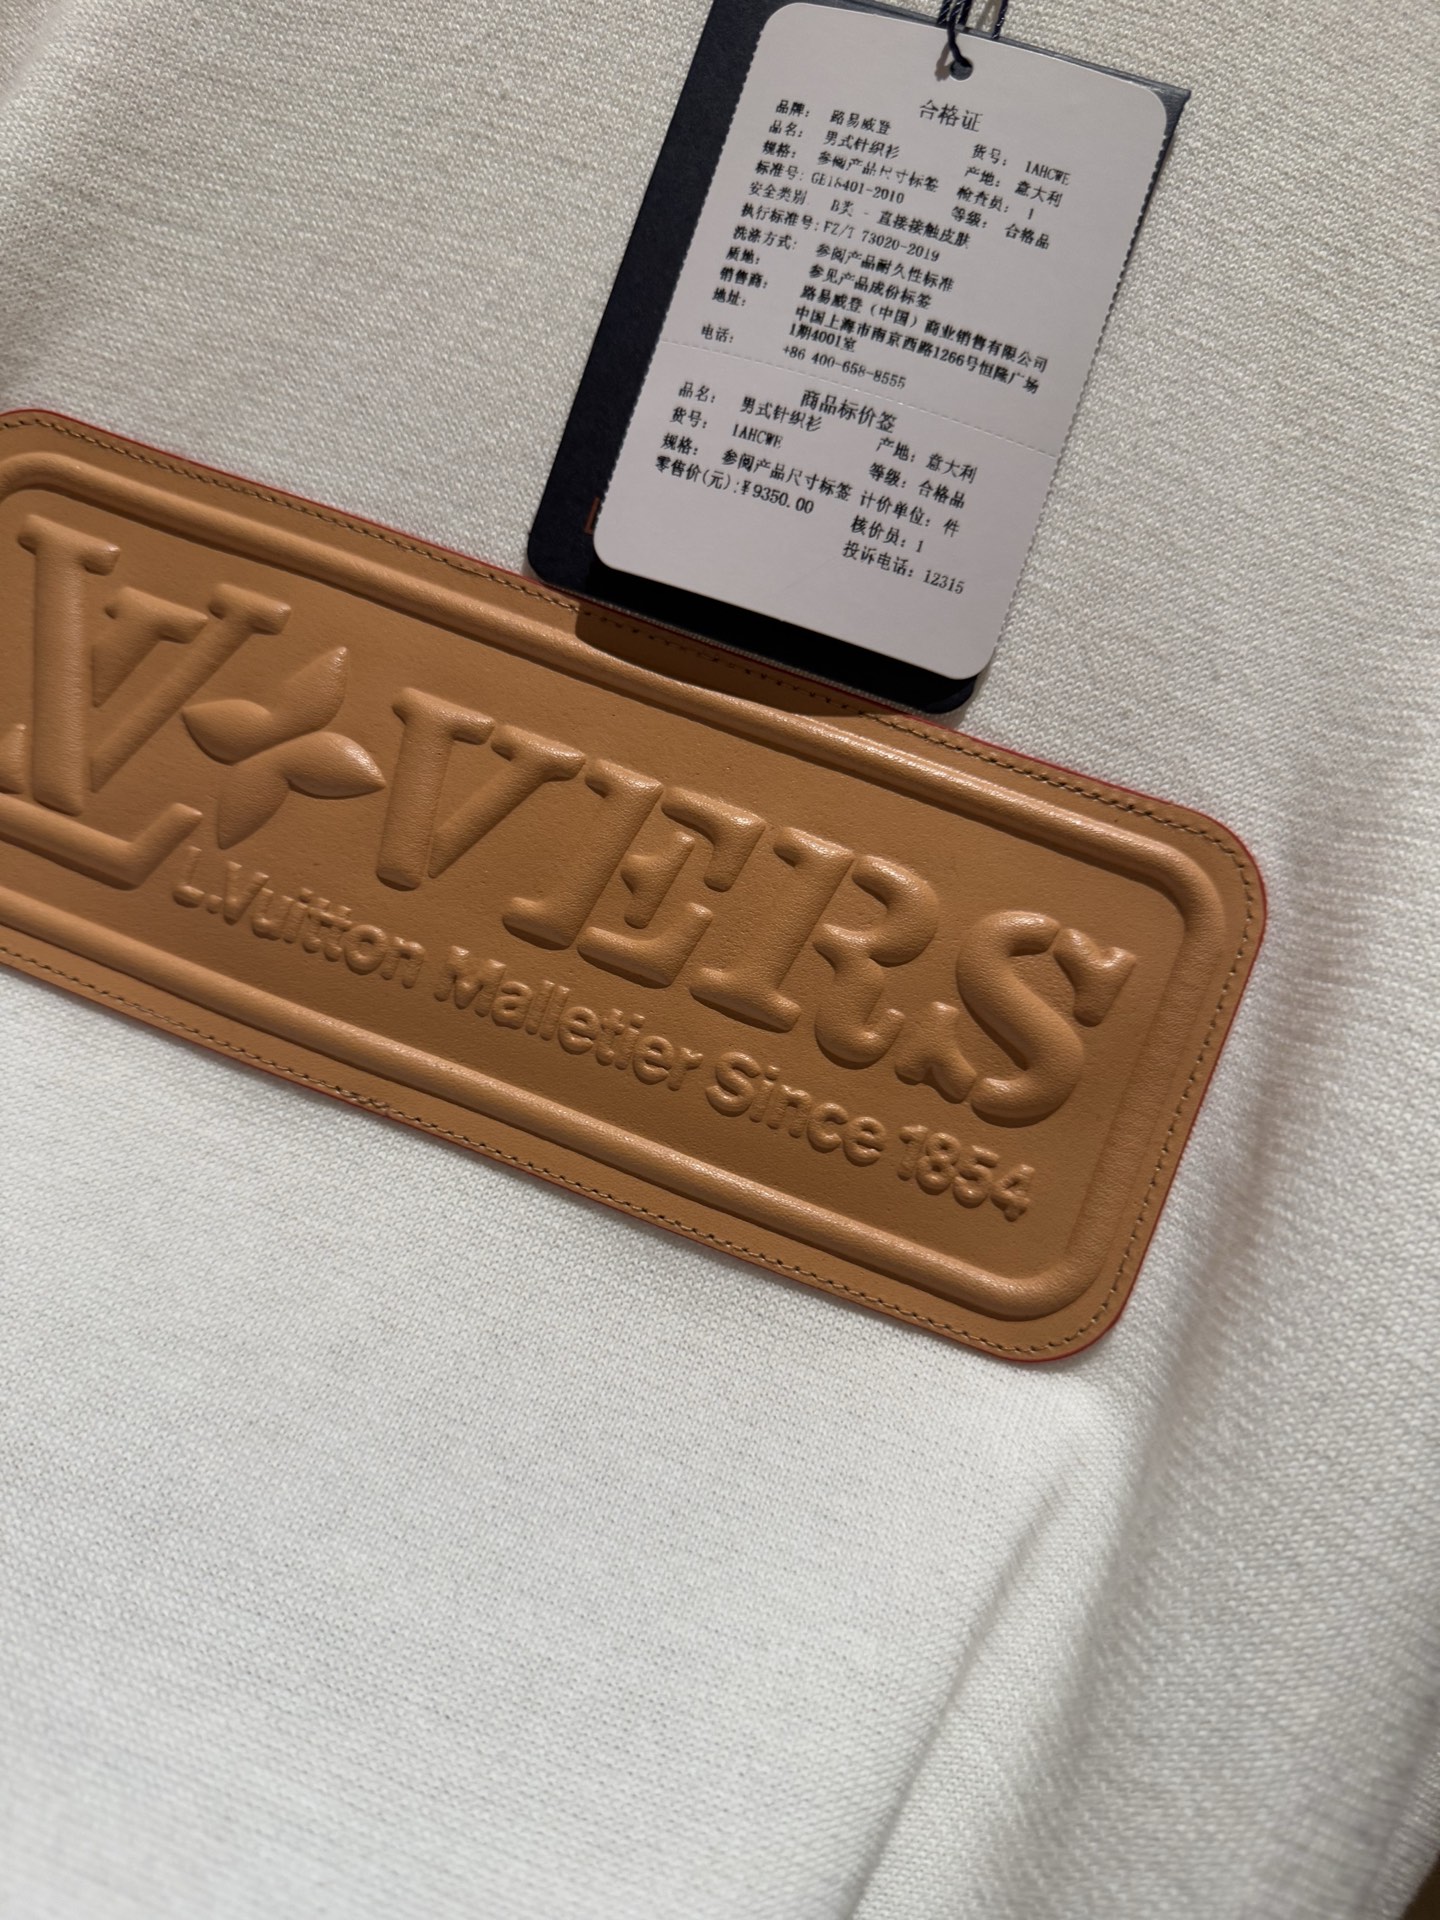 合格证
品牌： 路易威登
货号： 1AHCWE
品名： 男式针织衫
产地： 意大利
规格： 参阅产品尺寸标签
检查员： 1
标准号: GB18401-2010
等级： 合格品
安全类别 B类 - 直接接触皮肤
执行标准号:FZ/T 73020-2019
洗涤方式: 参阅产品耐久性标准
质地： 参见产品成份标签
销售商： 路易威登（中国）商业销售有限公司
地址： 中国上海市南京西路1266号恒隆广场
1期4001室
电话： +86 400-658-8555
商品标价签
品名： 男式针织衫
产地： 意大利
货号： 1AHCWE
等级： 合格品
规格： 参阅产品尺寸标签
计价单位： 件
零售价(元):¥9350.00
核价员：1
投诉电话：12315
LV VERS
L.Vuitton Malletier Since 1854